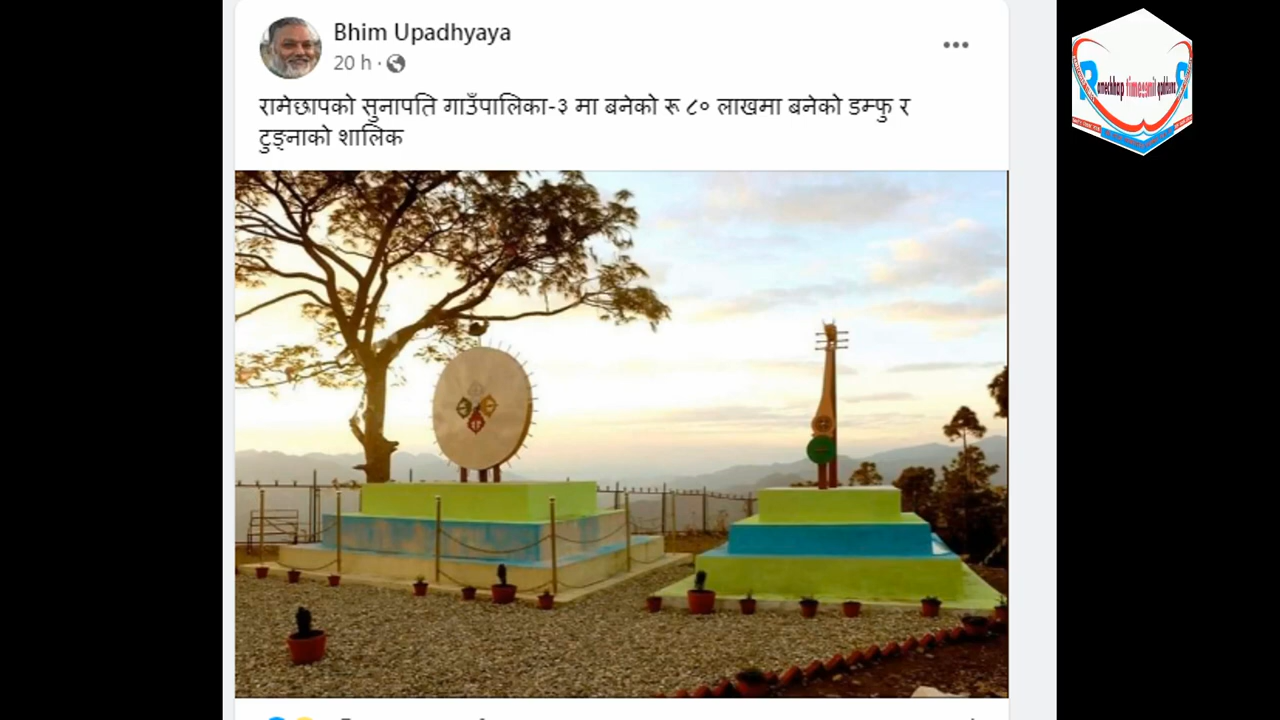 Bhim Upadhyaya
20 h ·
रामेछापको सुनापति गाउँपालिका-३ मा बनेको रू ८० लाखमा बनेको डम्फु र
टुङ्नाको शालिक